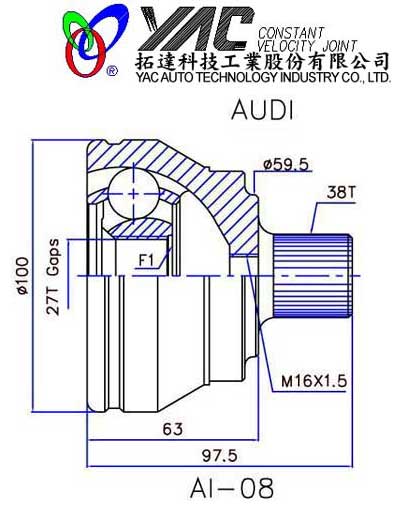 YAC CONSTANT
VELOCITY JOINT
®
拓達科技工業股份有限公司
YAC AUTO TECHNOLOGY INDUSTRY CO., LTD.
AUDI
ø59.5
38T
ø100
27T Gaps
F1
M16X1.5
63
97.5
AI-08